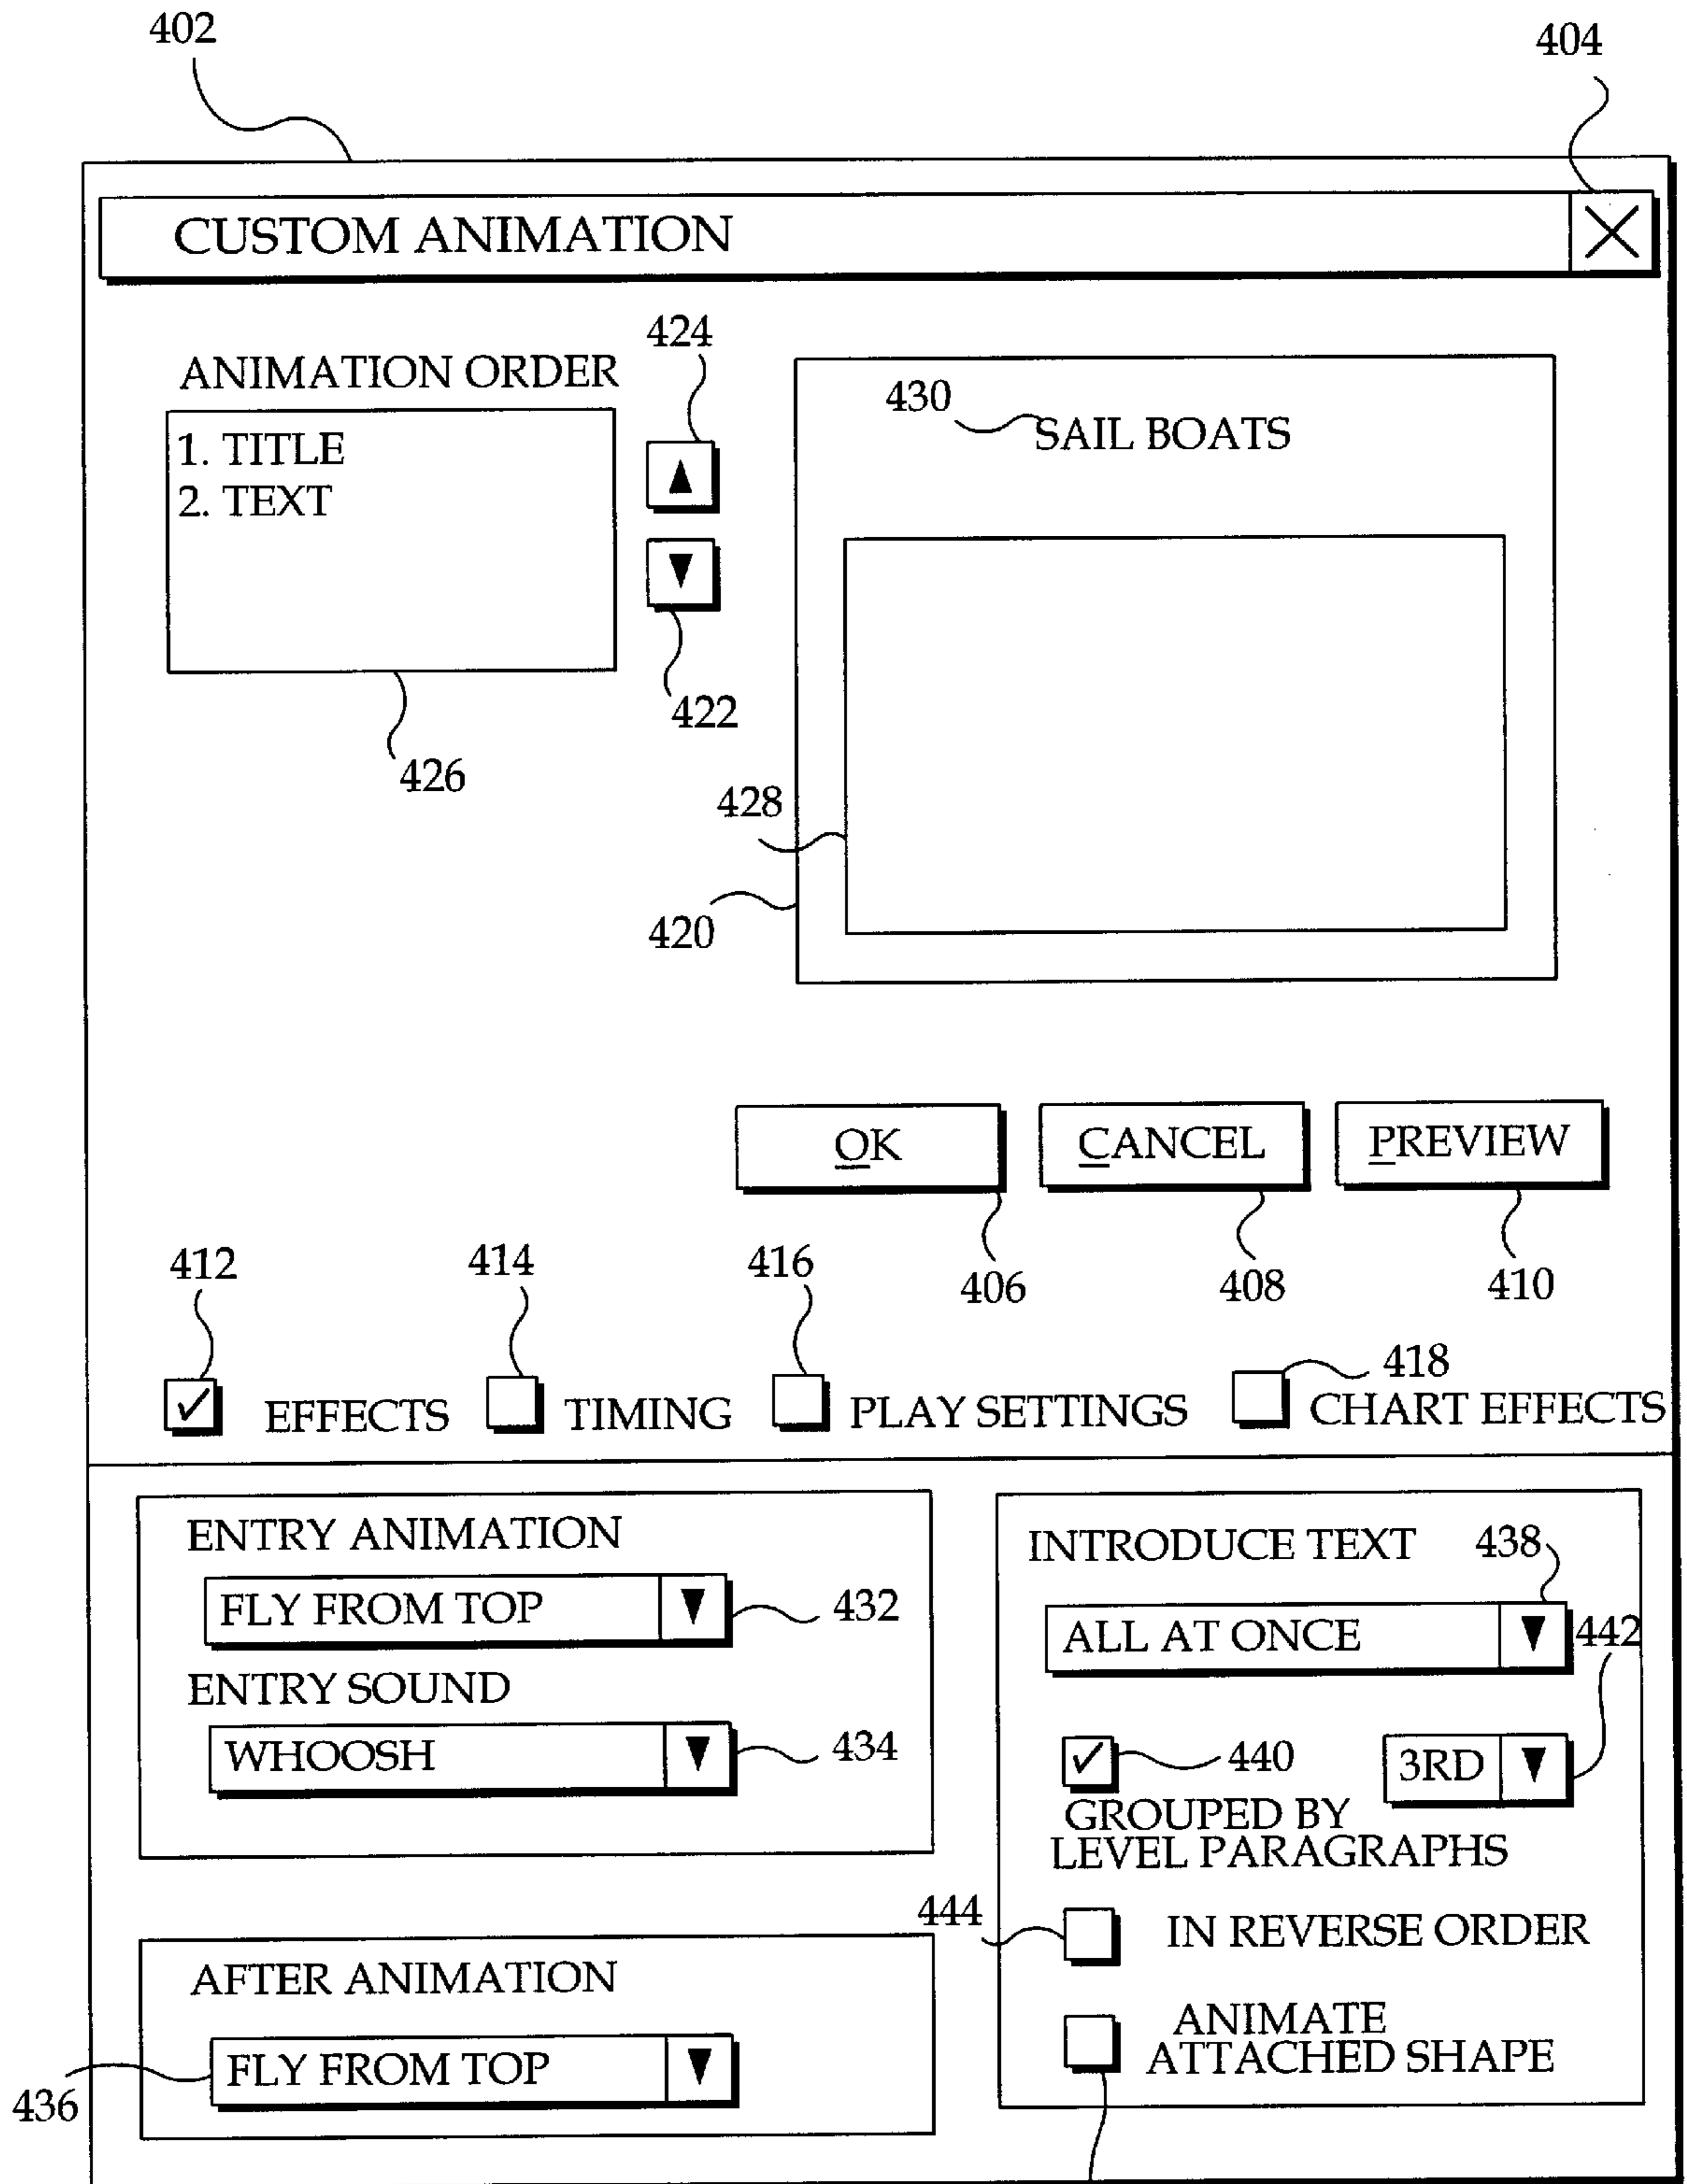 402
404
CUSTOM ANIMATION
424
ANIMATION ORDER
430
SAIL BOATS
1. TITLE
2. TEXT
422
426
428
420
OK
CANCEL
PREVIEW
406
408
410
412
414
416
418
EFFECTS
TIMING
PLAY SETTINGS
CHART EFFECTS
ENTRY ANIMATION
FLY FROM TOP
432
ENTRY SOUND
WHOOSH
434
INTRODUCE TEXT
438
ALL AT ONCE
442
440
3RD
GROUPED BY
LEVEL PARAGRAPHS
444
IN REVERSE ORDER
AFTER ANIMATION
FLY FROM TOP
436
ANIMATE
ATTACHED SHAPE